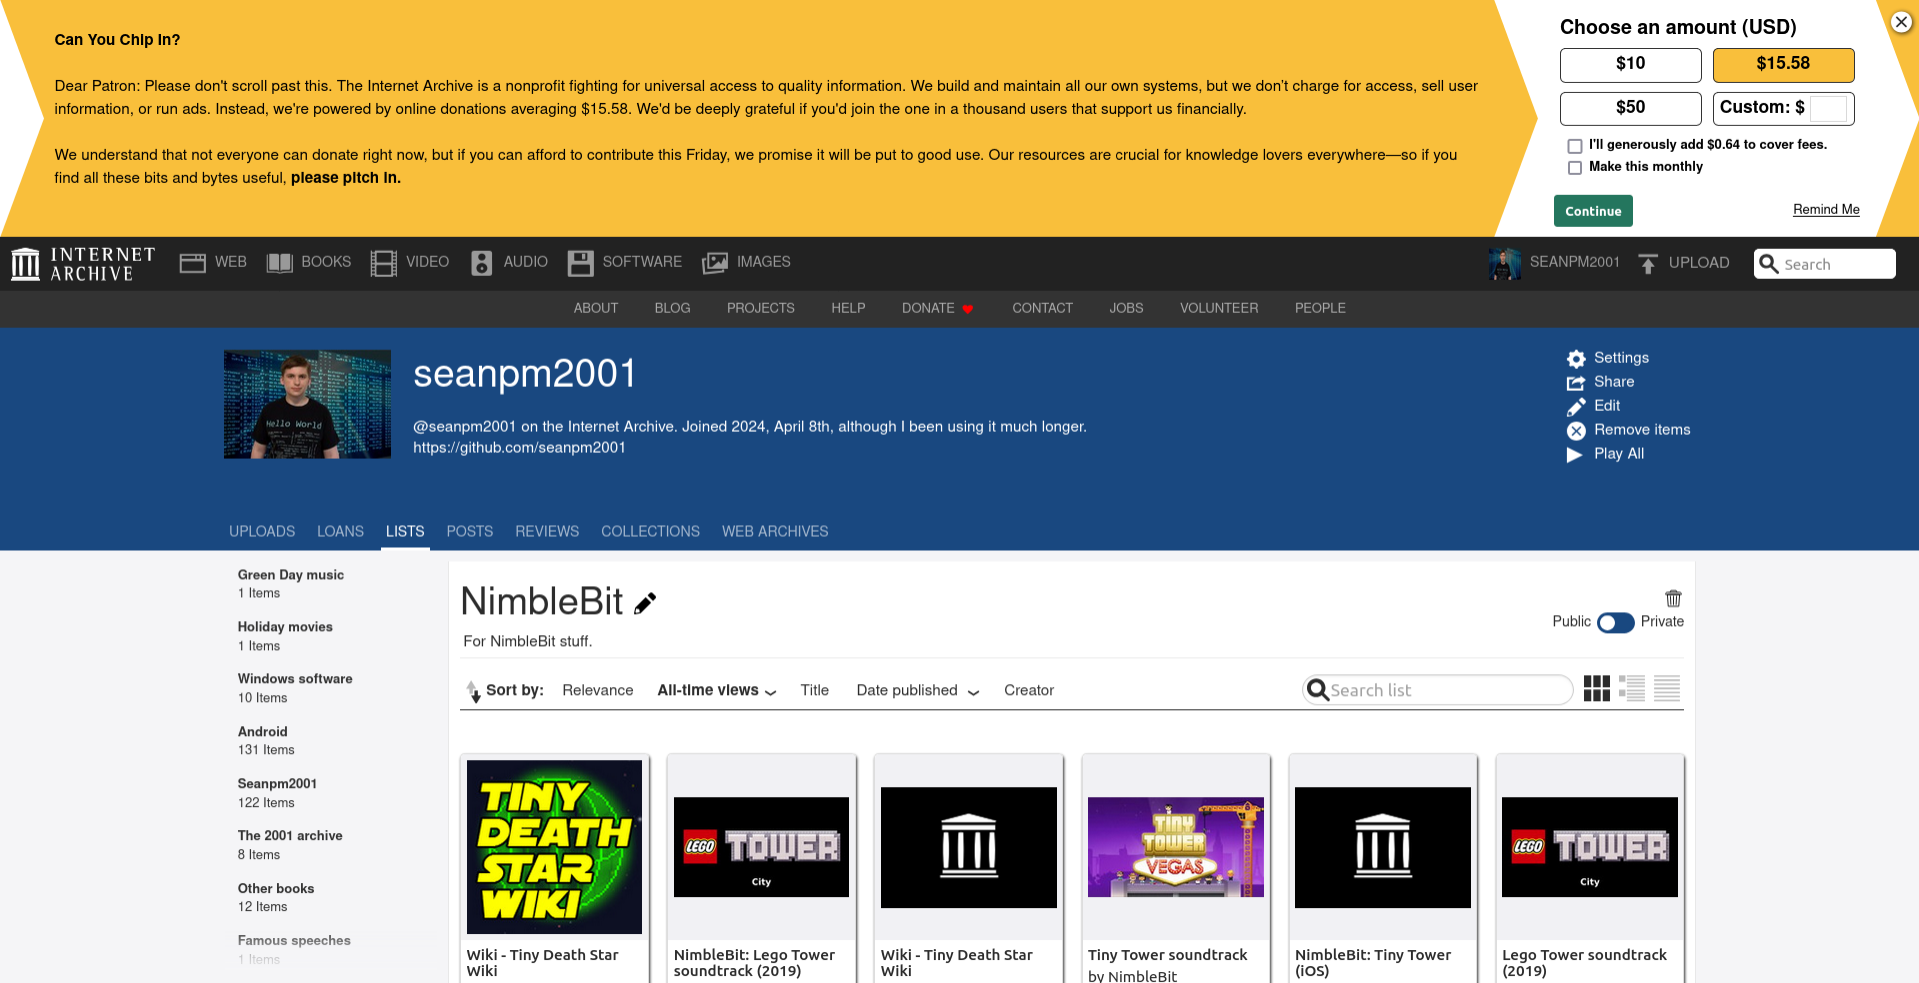 Can You Chip In?
Dear Patron: Please don't scroll past this. The Internet Archive is a nonprofit fighting for universal access to quality information. We build and maintain all our own systems, but we don't charge for access, sell user
information, or run ads. Instead, we're powered by online donations averaging $15.58. We'd be deeply grateful if you'd join the one in a thousand users that support us financially.
We understand that not everyone can donate right now, but if you can afford to contribute this Friday, we promise it will be put to good use. Our resources are crucial for knowledge lovers everywhere—so if you
find all these bits and bytes useful, please pitch in.
Choose an amount (USD)
$10
$15.58
$50
Custom: $
I'll generously add $0.64 to cover fees.
Make this monthly
Continue
Remind Me
INTERNET
ARCHIVE
WEB
BOOKS
VIDEO
AUDIO
SOFTWARE
IMAGES
SEANPM2001
UPLOAD
Search
ABOUT
BLOG
PROJECTS
HELP
DONATE
CONTACT
JOBS
VOLUNTEER
PEOPLE
Hello World
seanpm2001
@seanpm2001 on the Internet Archive. Joined 2024, April 8th, although I been using it much longer.
https://github.com/seanpm2001
Settings
Share
Edit
Remove items
Play All
UPLOADS
LOANS
LISTS
POSTS
REVIEWS
COLLECTIONS
WEB ARCHIVES
Green Day music
1 Items
Holiday movies
1 Items
Windows software
10 Items
Android
131 Items
Seanpm2001
122 Items
The 2001 archive
8 Items
Other books
12 Items
Famous speeches
1 Items
NimbleBit
For NimbleBit stuff.
Public
Private
Sort by:
Relevance
All-time views
Title
Date published
Creator
Search list
TINY
DEATH
STAR
WIKI
Wiki - Tiny Death Star
Wiki
LEGO TOWER
City
NimbleBit: Lego Tower
soundtrack (2019)
Wiki - Tiny Death Star
Wiki
TINY
TOWER
VEGAS
Tiny Tower soundtrack
by NimbleBit
NimbleBit: Tiny Tower
(iOS)
LEGO TOWER
City
Lego Tower soundtrack
(2019)